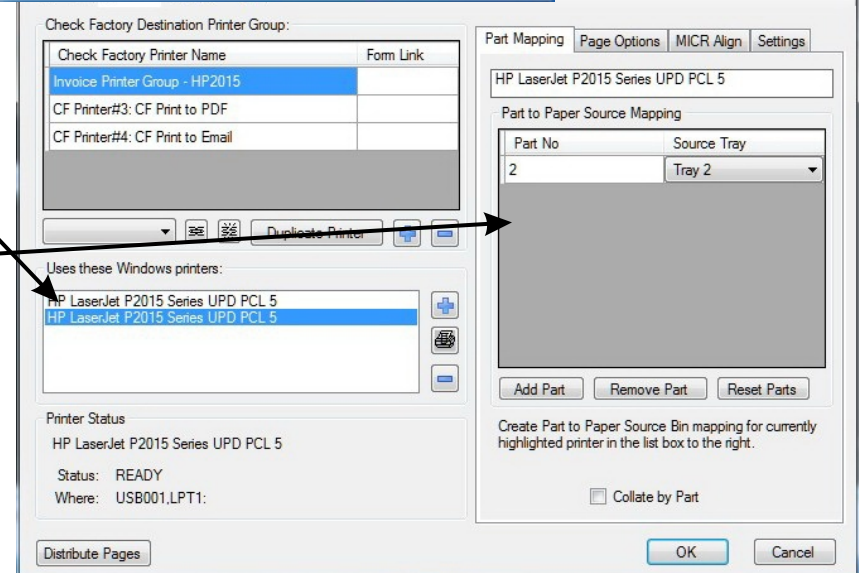 Check Factory Destination Printer Group:
Check Factory Printer Name Form Link
Invoice Printer Group - HP2015
CF Printer#3: CF Print to PDF
CF Printer#4: CF Print to Email
Duplicate Printer
Uses these Windows printers:
HP LaserJet P2015 Series UPD PCL 5
HP LaserJet P2015 Series UPD PCL 5
Printer Status
HP LaserJet P2015 Series UPD PCL 5
Status: READY
Where: USB001,LPT1:
Distribute Pages
Part Mapping Page Options MICR Align Settings
HP LaserJet P2015 Series UPD PCL 5
Part to Paper Source Mapping
Part No Source Tray
2 Tray 2
Add Part Remove Part Reset Parts
Create Part to Paper Source Bin mapping for currently
highlighted printer in the list box to the right.
Collate by Part
OK Cancel